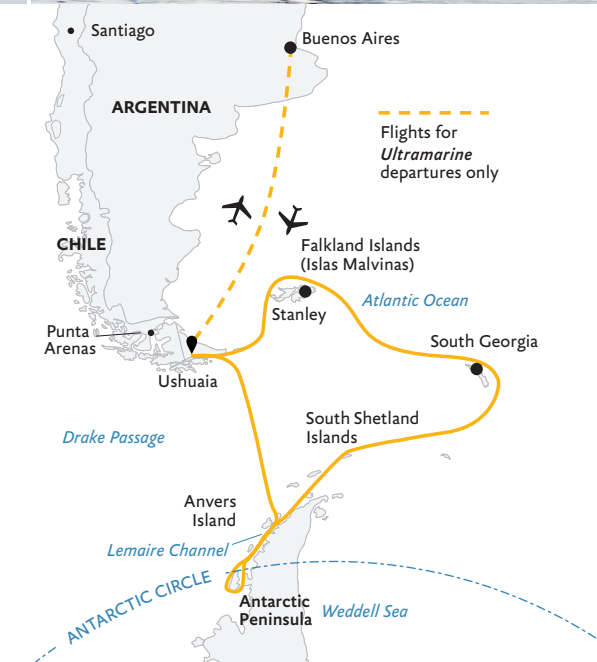 Santiago
Buenos Aires
ARGENTINA
Flights for
Ultramarine
departures only
CHILE
Falkland Islands
(Islas Malvinas)
Atlantic Ocean
Stanley
Punta
Arenas
South Georgia
Ushuaia
South Shetland
Islands
Drake Passage
Anvers
Island
Lemaire Channel
ANTARCTIC CIRCLE
Antarctic
Peninsula
Weddell Sea